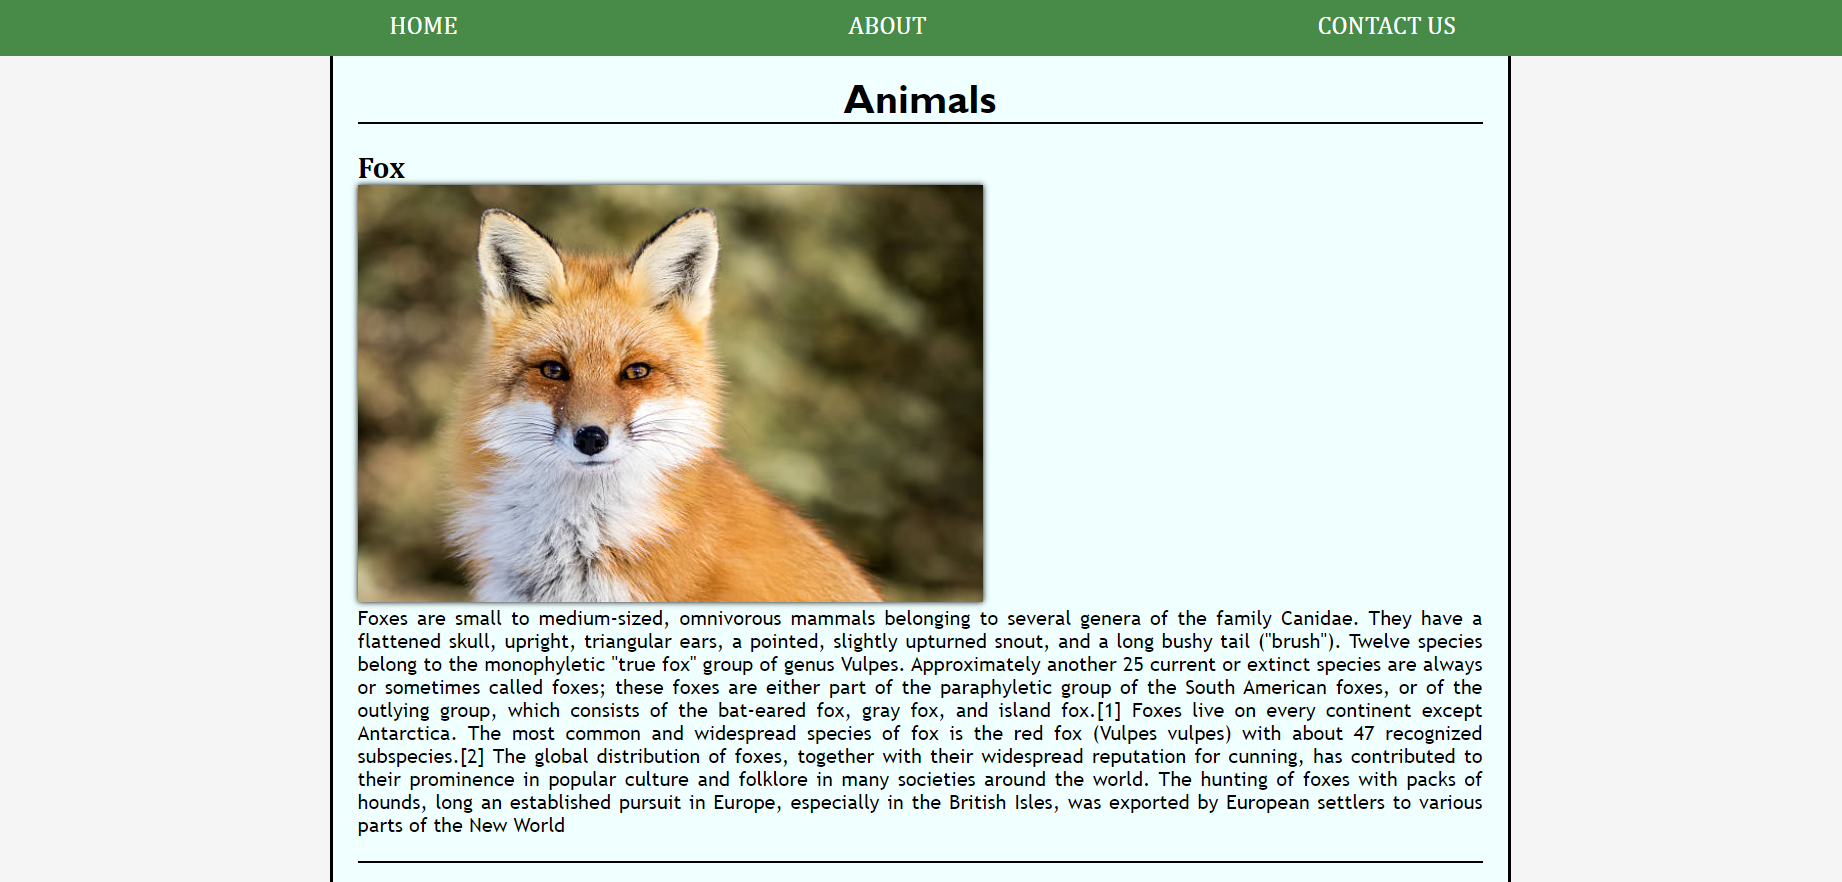 HOME ABOUT CONTACT US
Animals
Fox
Foxes are small to medium-sized, omnivorous mammals belonging to several genera of the family Canidae. They have a
flattened skull, upright, triangular ears, a pointed, slightly upturned snout, and a long bushy tail ("brush"). Twelve species
belong to the monophyletic "true fox" group of genus Vulpes. Approximately another 25 current or extinct species are always
or sometimes called foxes; these foxes are either part of the paraphyletic group of the South American foxes, or of the
outlying group, which consists of the bat-eared fox, gray fox, and island fox.[1] Foxes live on every continent except
Antarctica. The most common and widespread species of fox is the red fox (Vulpes vulpes) with about 47 recognized
subspecies.[2] The global distribution of foxes, together with their widespread reputation for cunning, has contributed to
their prominence in popular culture and folklore in many societies around the world. The hunting of foxes with packs of
hounds, long an established pursuit in Europe, especially in the British Isles, was exported by European settlers to various
parts of the New World